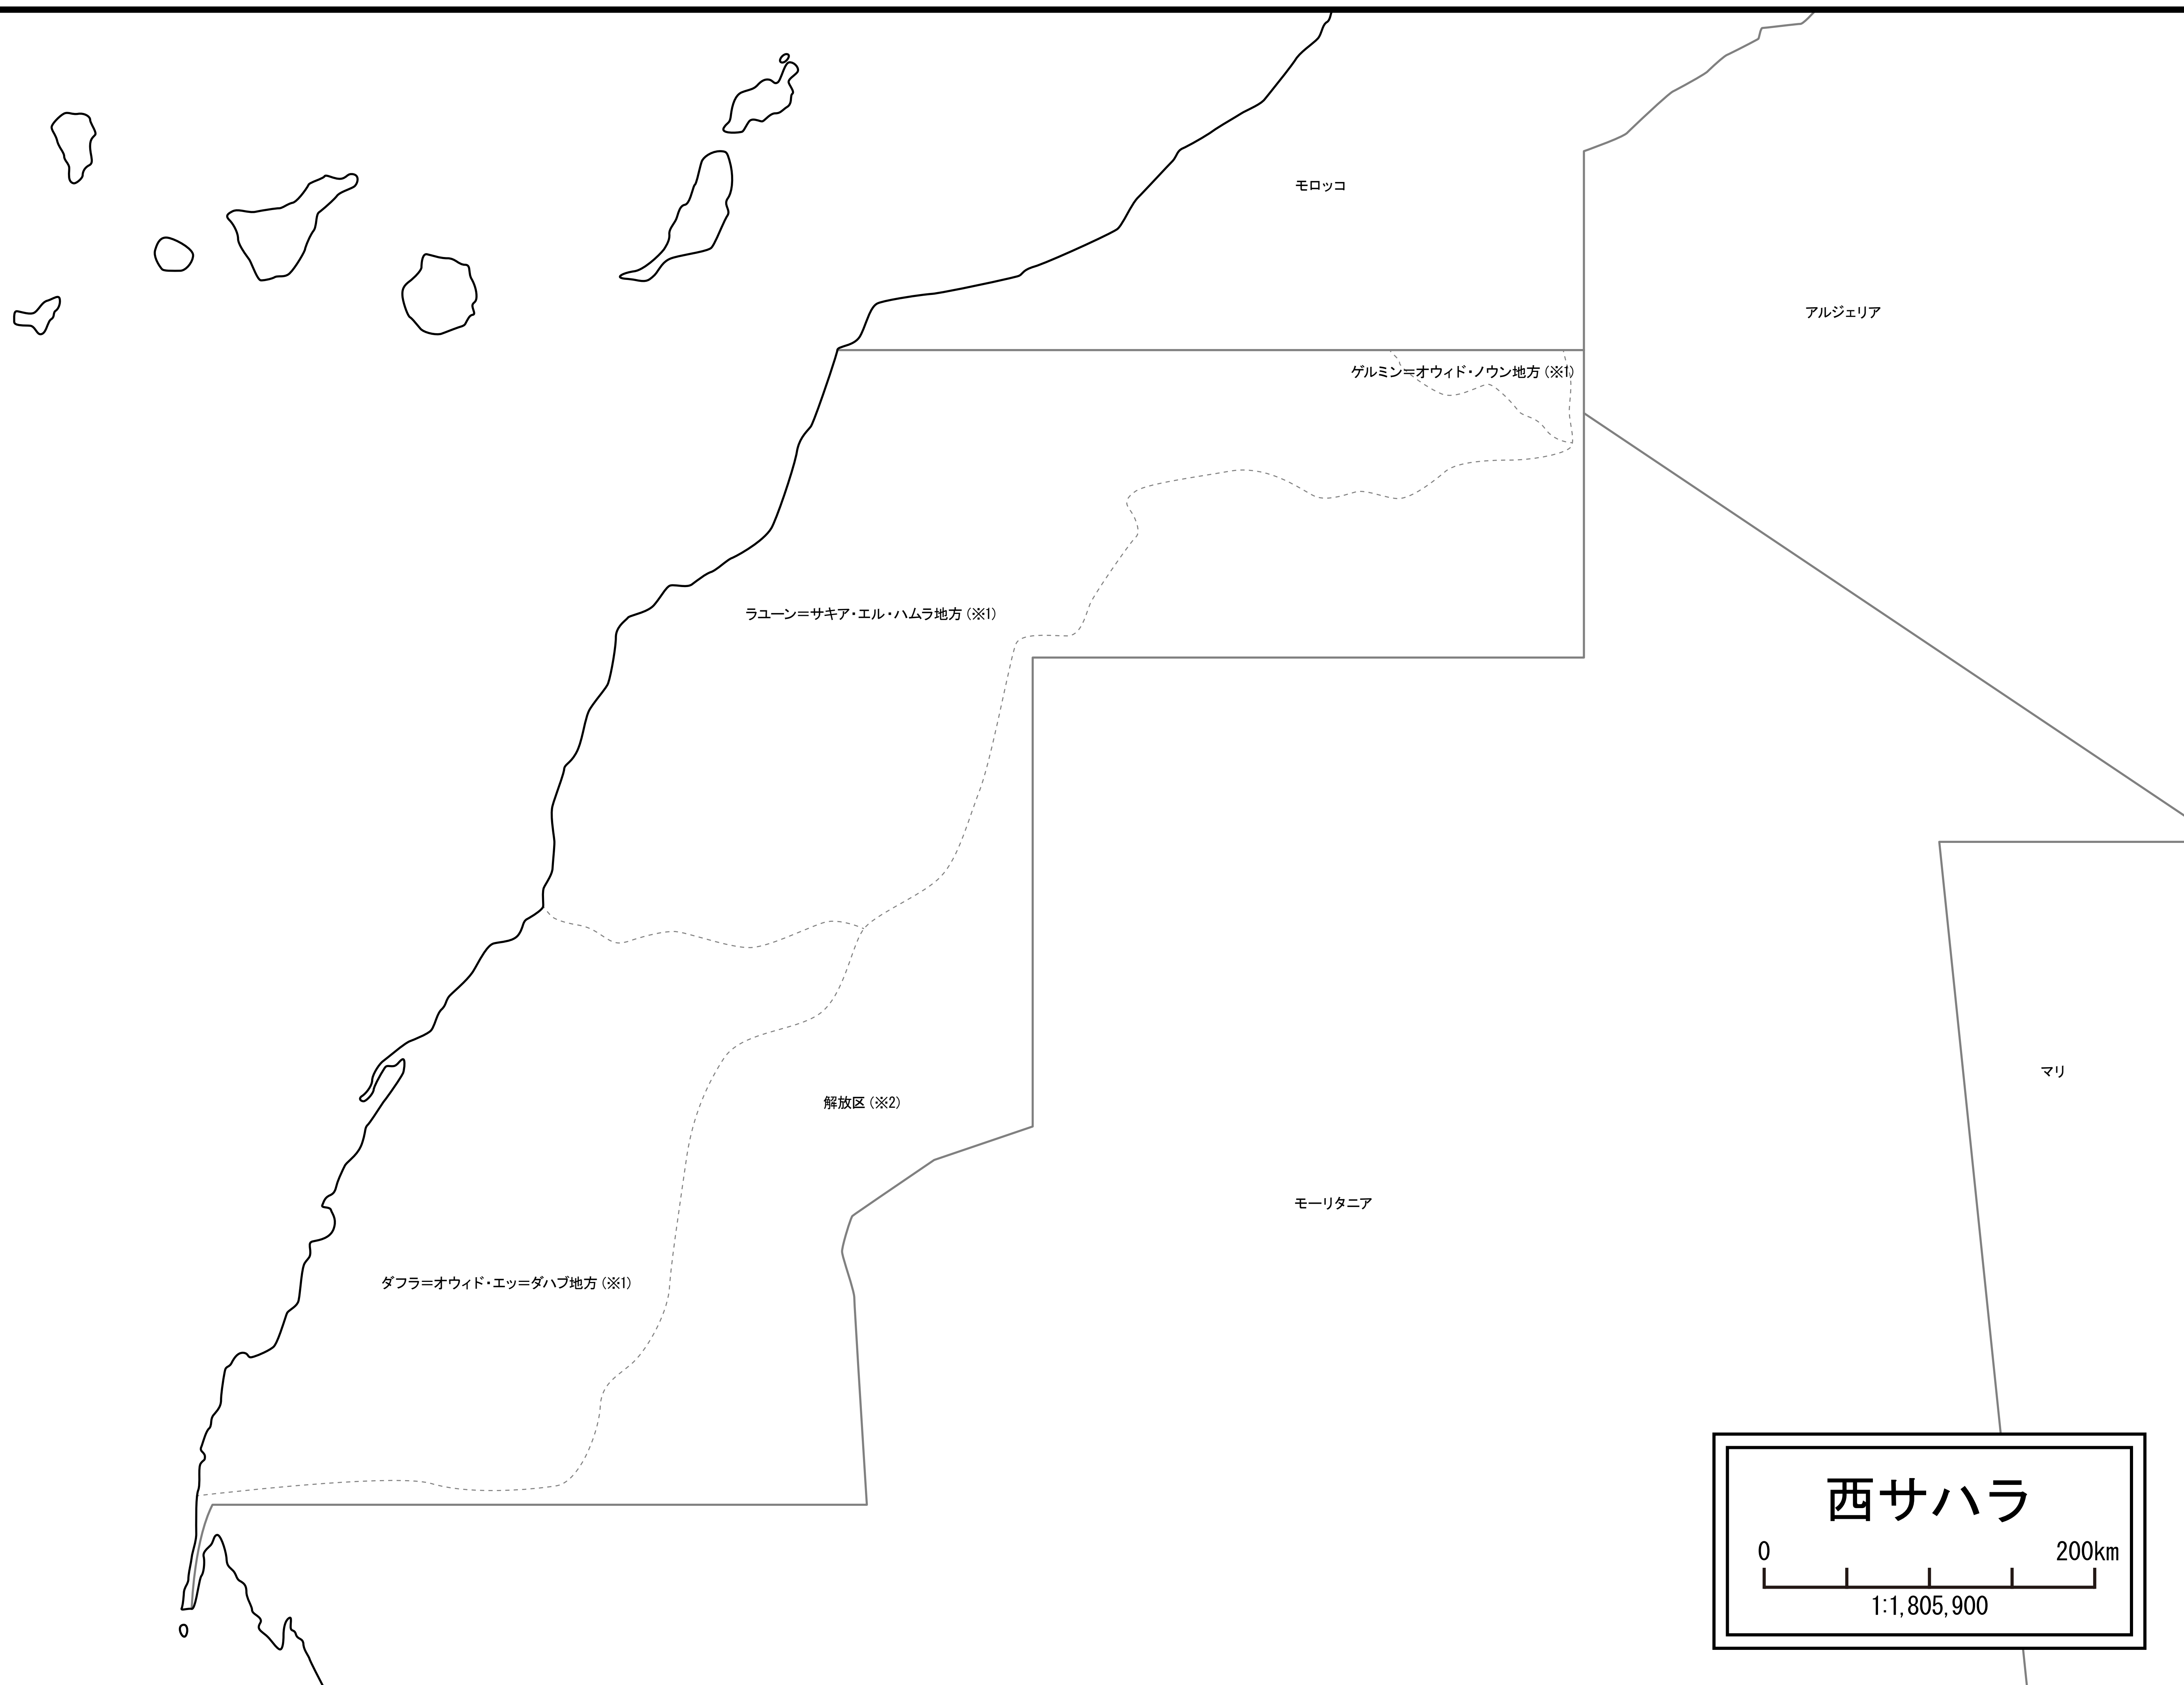 モロッコ
アルジェリア
ゲルミン＝オウィド・ノウン地方（※1）
ラユーン＝サキア・エル・ハムラ地方（※1）
マリ
解放区（※2）
モーリタニア
ダフラ＝オウィド・エッ＝ダハブ地方（※1）
西サハラ
0 200km
1:1,805,900